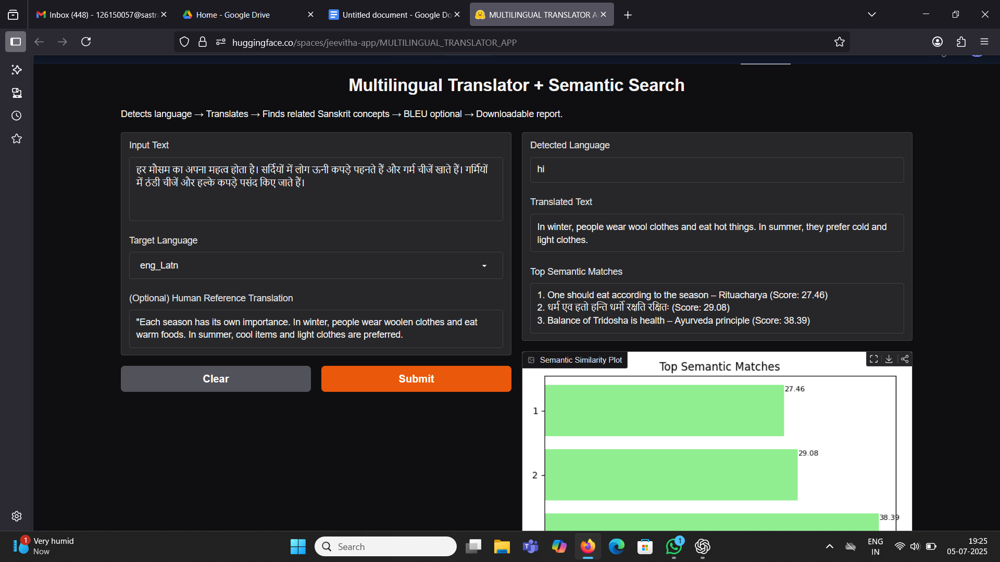 Inbox (448) - 126150057@sastra
Home - Google Drive
Untitled document - Google Do
MULTILINGUAL TRANSLATOR A
huggingface.co/spaces/jeevitha-app/MULTILINGUAL_TRANSLATOR_APP
Multilingual Translator + Semantic Search
Detects language → Translates → Finds related Sanskrit concepts → BLEU optional → Downloadable report.
Input Text
हर मौसम का अपना महत्व होता है। सर्दियों में लोग ऊनी कपड़े पहनते हैं और गर्म चीजें खाते हैं। गर्मियों
में ठंडी चीजें और हल्के कपड़े पसंद किए जाते हैं।
Target Language
eng_Latn
(Optional) Human Reference Translation
"Each season has its own importance. In winter, people wear woolen clothes and eat
warm foods. In summer, cool items and light clothes are preferred.
Clear
Submit
Detected Language
hi
Translated Text
In winter, people wear wool clothes and eat hot things. In summer, they prefer cold and
light clothes.
Top Semantic Matches
1. One should eat according to the season – Rituacharya (Score: 27.46)
2. धर्म एव हतो हन्ति धर्मो रक्षति रक्षितः (Score: 29.08)
3. Balance of Tridosha is health – Ayurveda principle (Score: 38.39)
Semantic Similarity Plot
Top Semantic Matches
27.46
1
29.08
2
38.39
1
Very humid
Now
Search
1
ENG
IN
19:25
05-07-2025